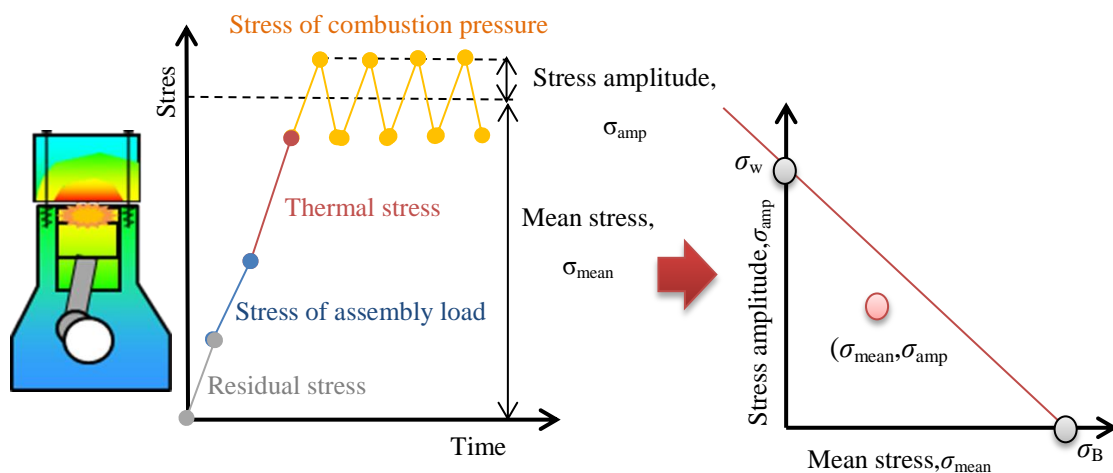 Stress of combustion pressure
Stres
Stress amplitude,
σamp
Thermal stress
Mean stress,
σmean
Stress of assembly load
Residual stress
Time
σw
Stress amplitude,σamp
(σmean,σamp
σB
Mean stress,σmean